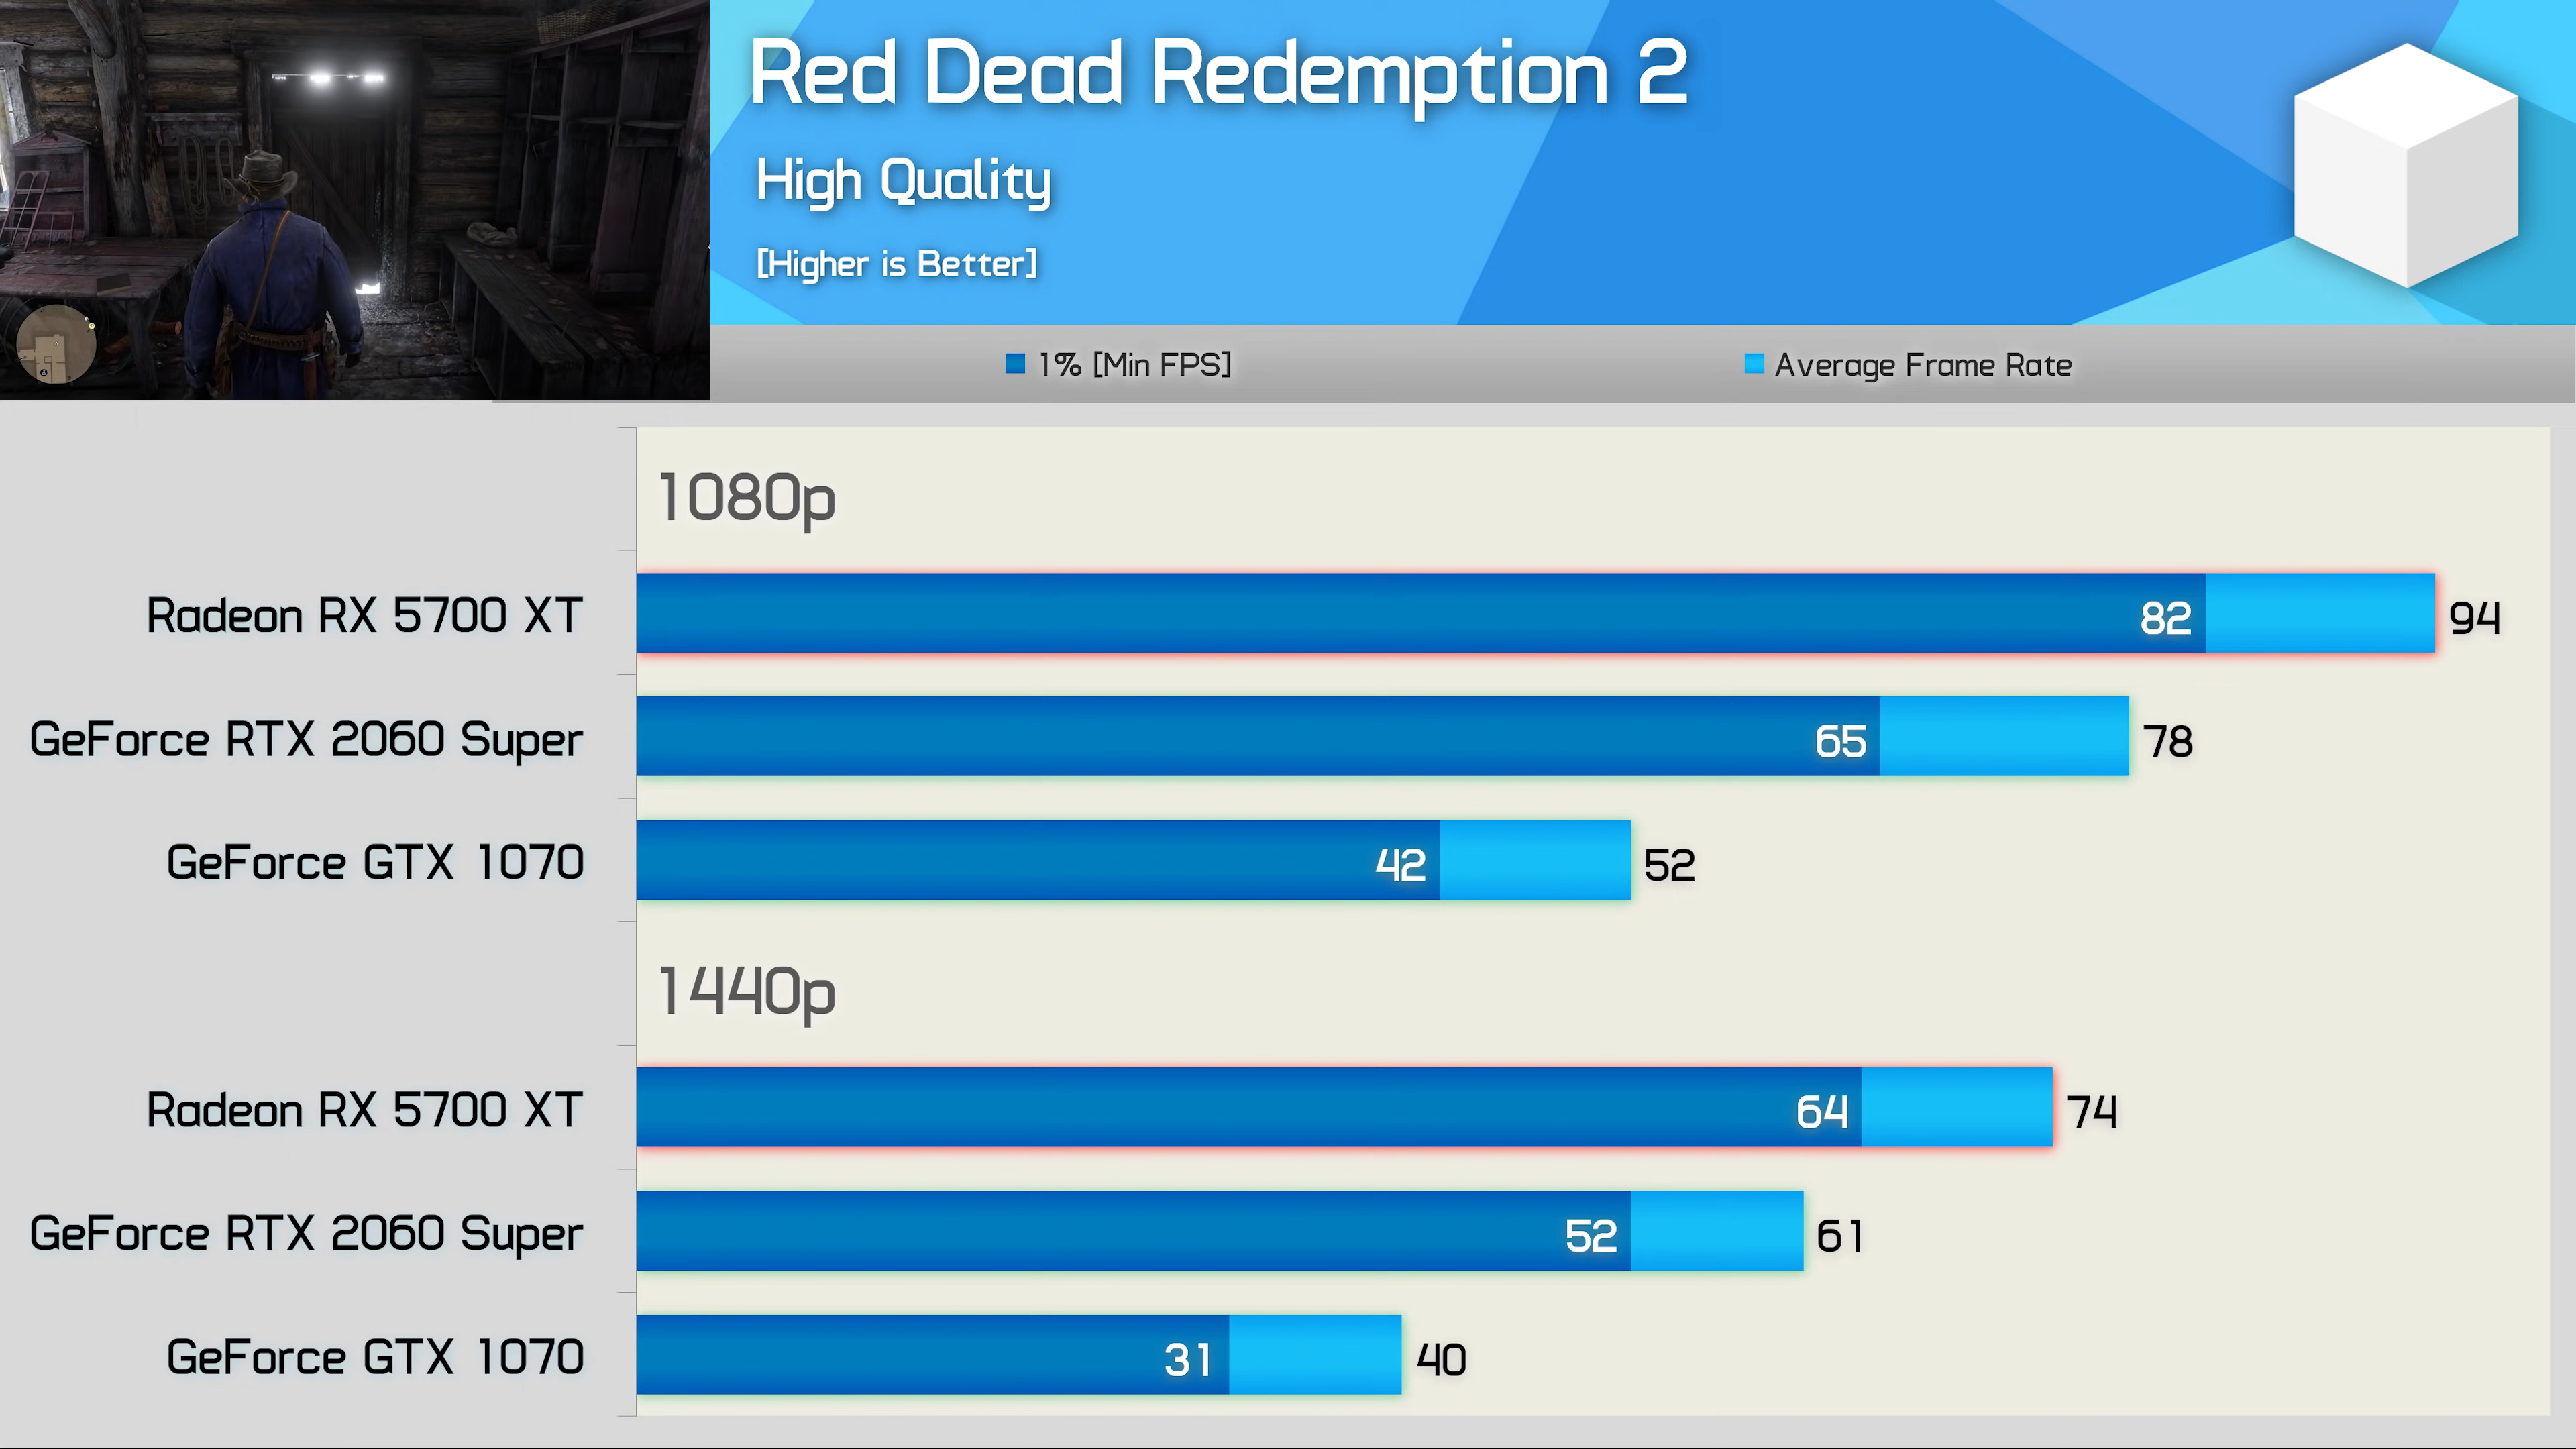 Red Dead Redemption 2
High Quality
[Higher is Better]
1% [Min FPS] Average Frame Rate
1080p
Radeon RX 5700 XT 82 94
GeForce RTX 2060 Super 65 78
GeForce GTX 1070 42 52
1440p
Radeon RX 5700 XT 64 74
GeForce RTX 2060 Super 52 61
GeForce GTX 1070 31 40